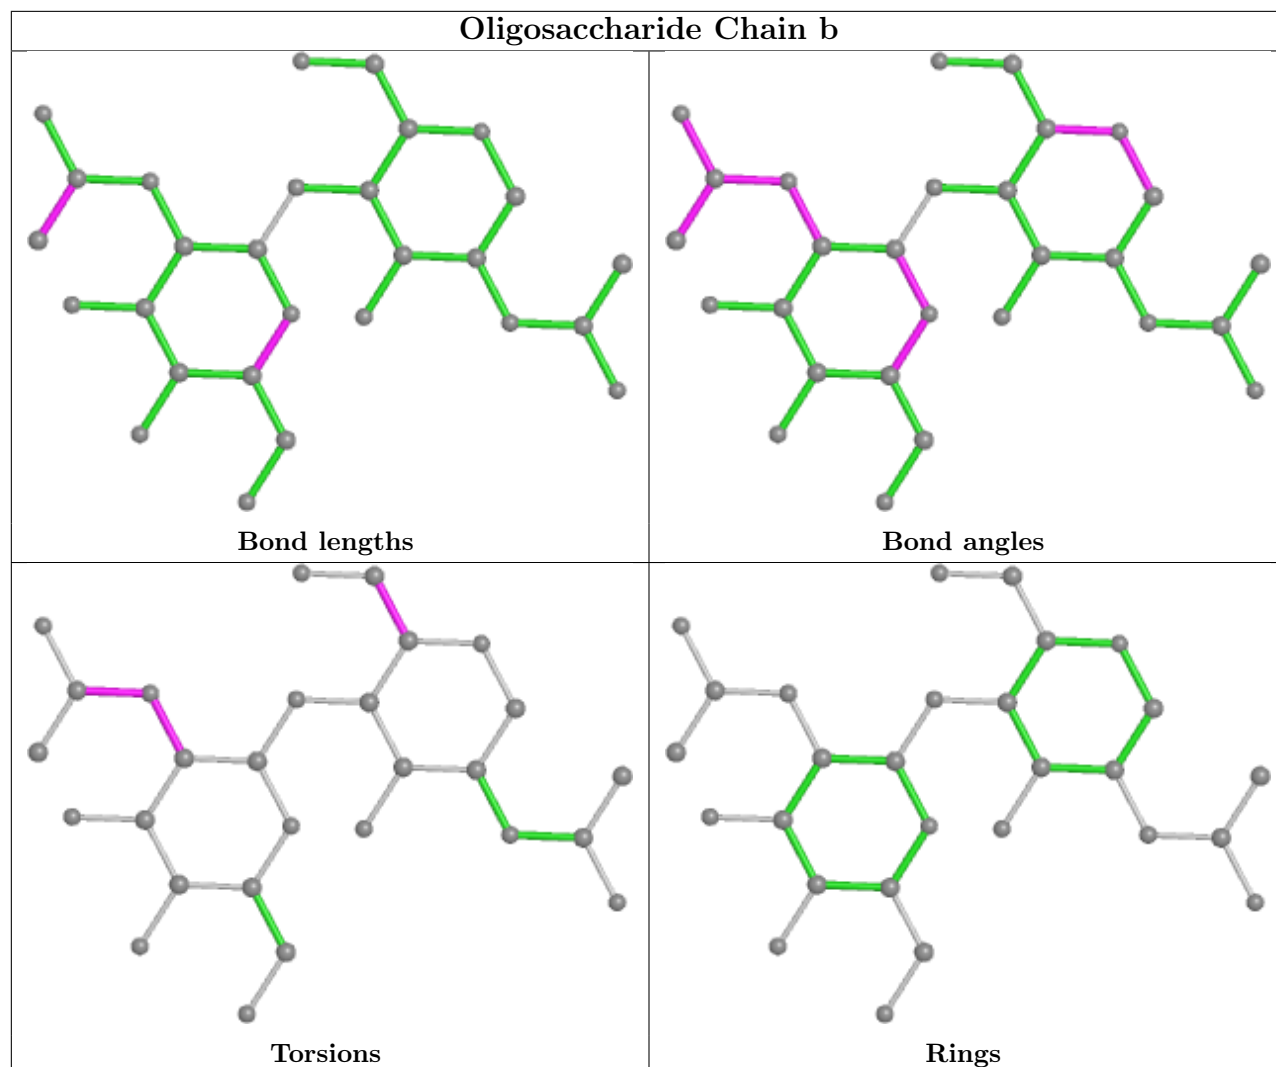 Oligosaccharide Chain b
Bond lengths
Bond angles
Torsions
Rings